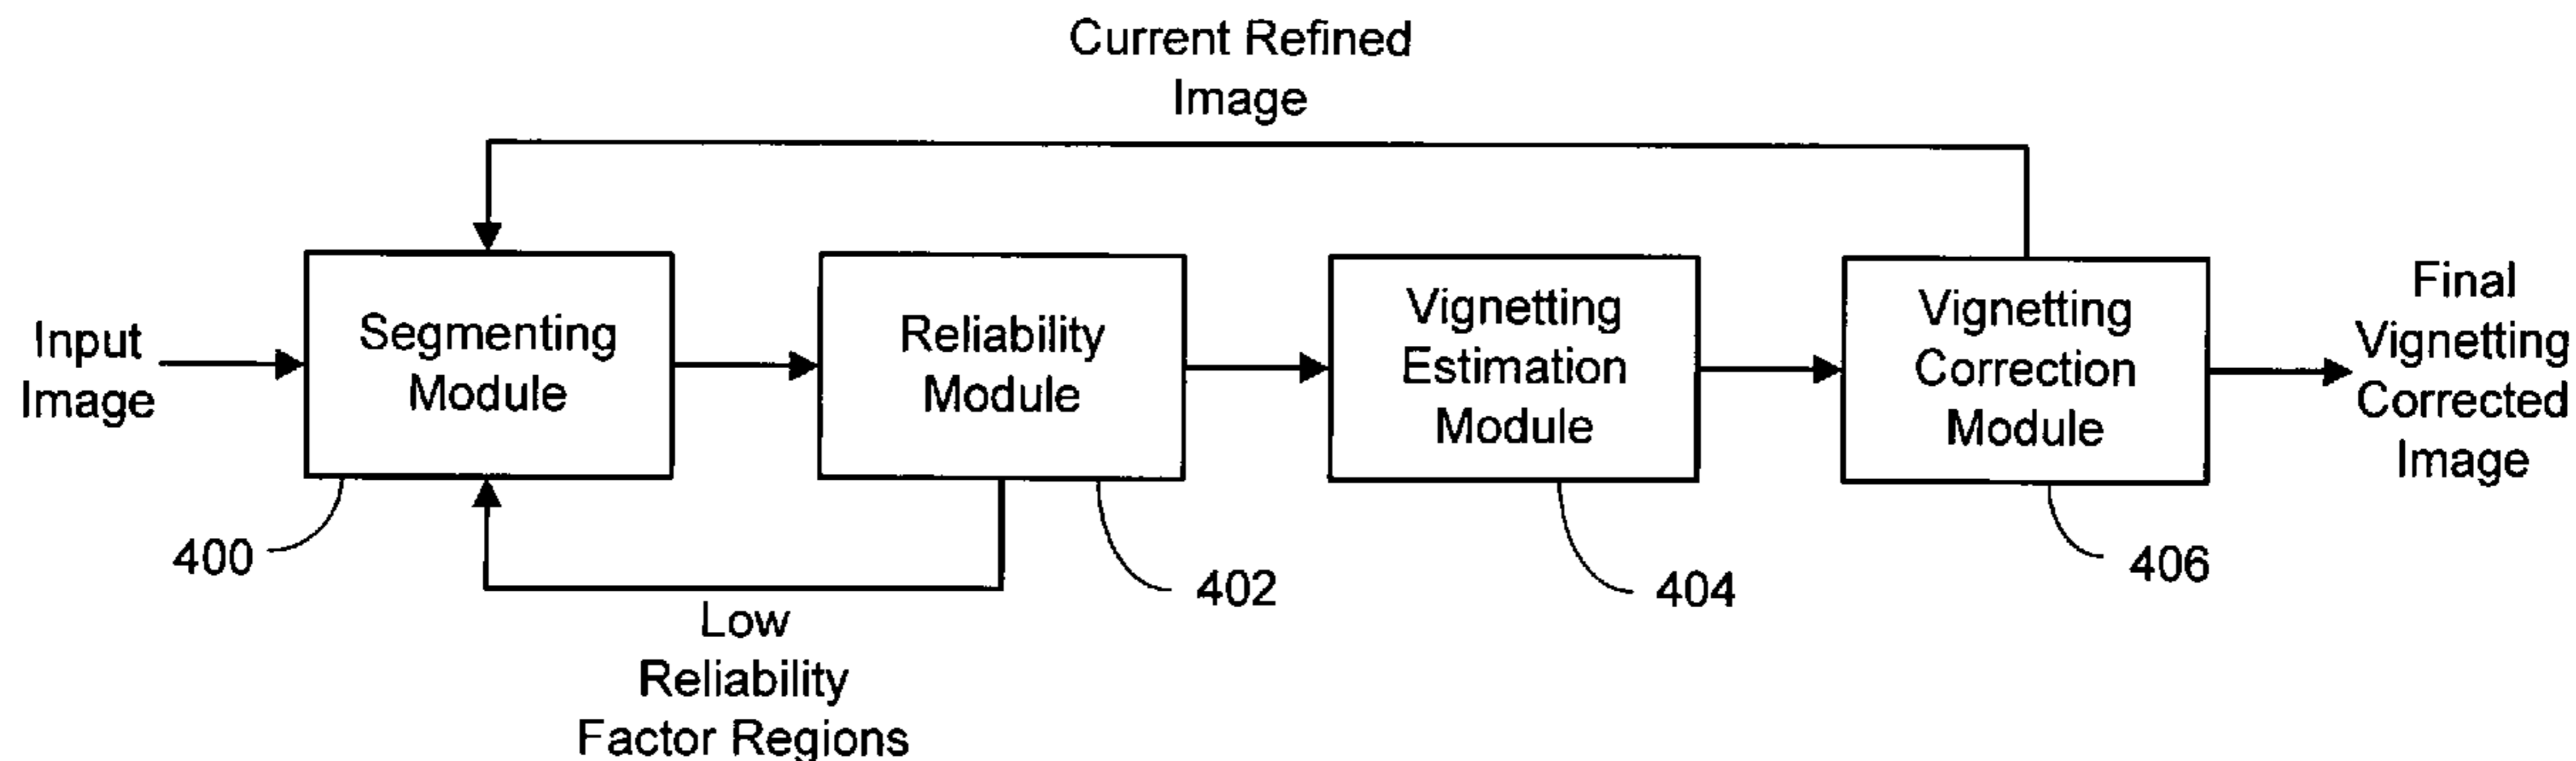 Current Refined
Image
Input
Image
Segmenting
Module
Reliability
Module
Vignetting
Estimation
Module
Vignetting
Correction
Module
Final
Vignetting
Corrected
Image
400
402
404
406
Low
Reliability
Factor Regions